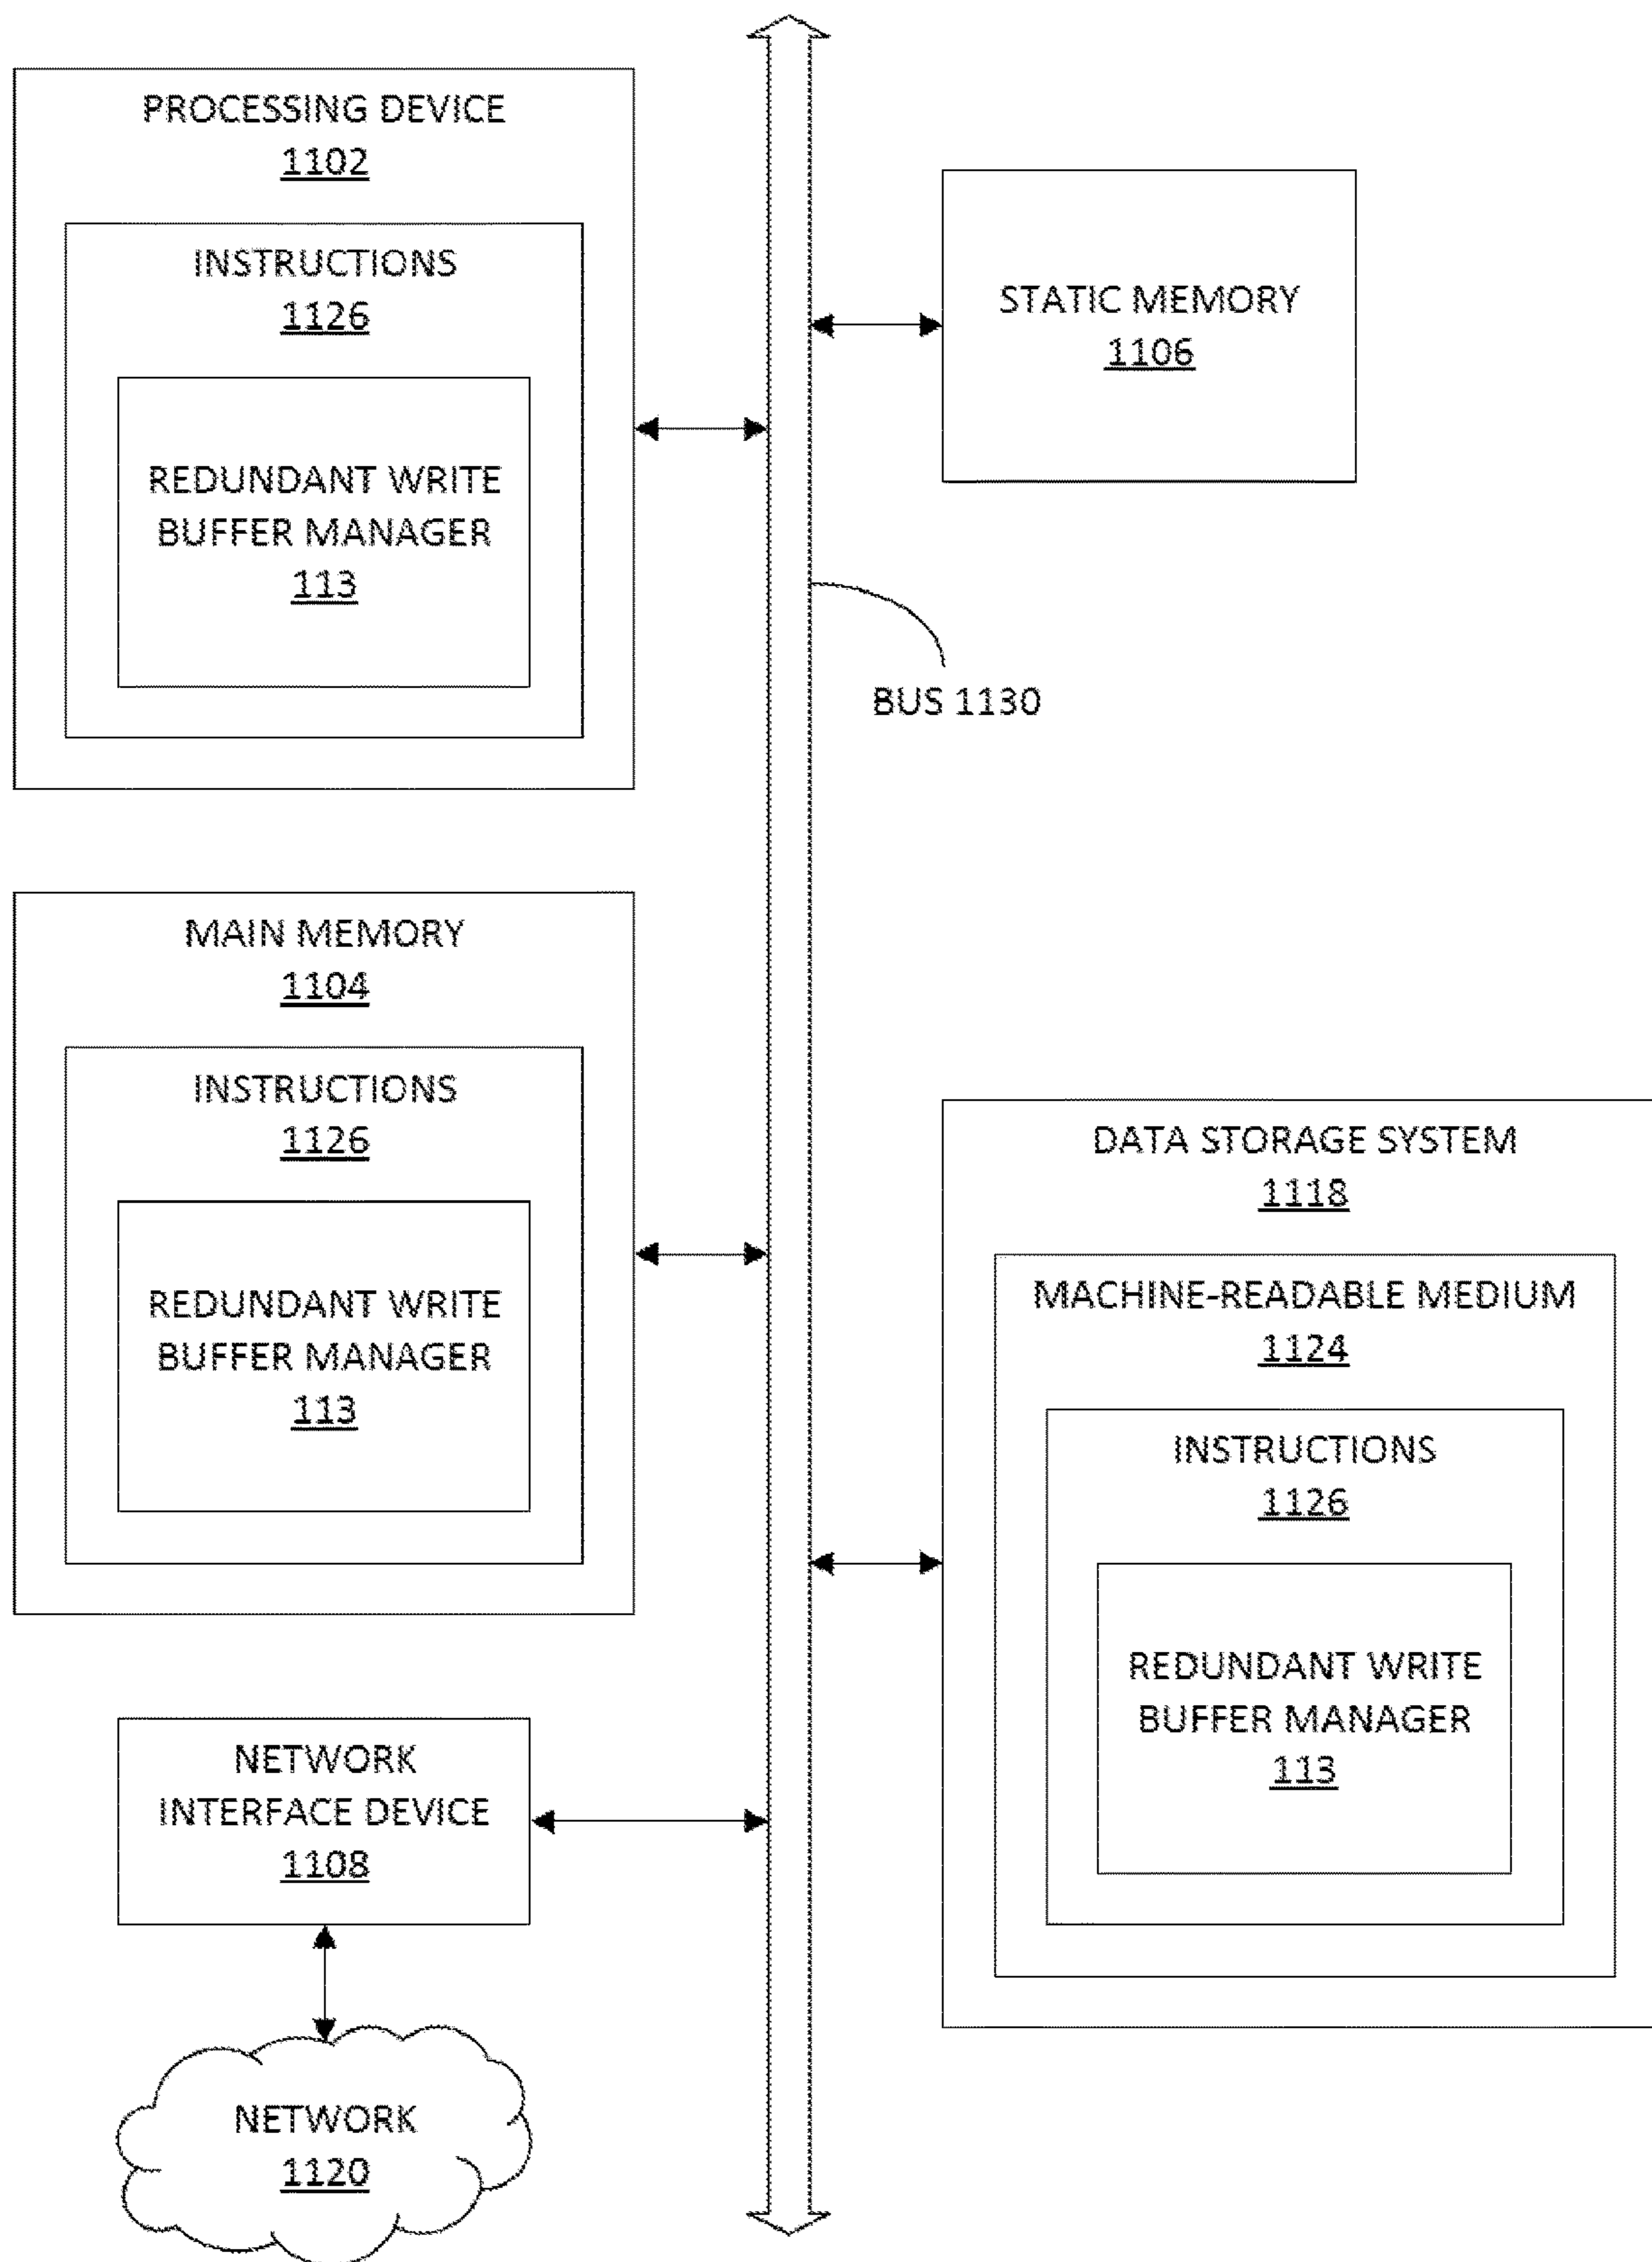 PROCESSING DEVICE
1102
INSTRUCTIONS
1126
REDUNDANT WRITE
BUFFER MANAGER
113
STATIC MEMORY
1106
BUS 1130
MAIN MEMORY
1104
INSTRUCTIONS
1126
REDUNDANT WRITE
BUFFER MANAGER
113
DATA STORAGE SYSTEM
1118
MACHINE-READABLE MEDIUM
1124
INSTRUCTIONS
1126
REDUNDANT WRITE
BUFFER MANAGER
113
NETWORK
INTERFACE DEVICE
1108
NETWORK
1120